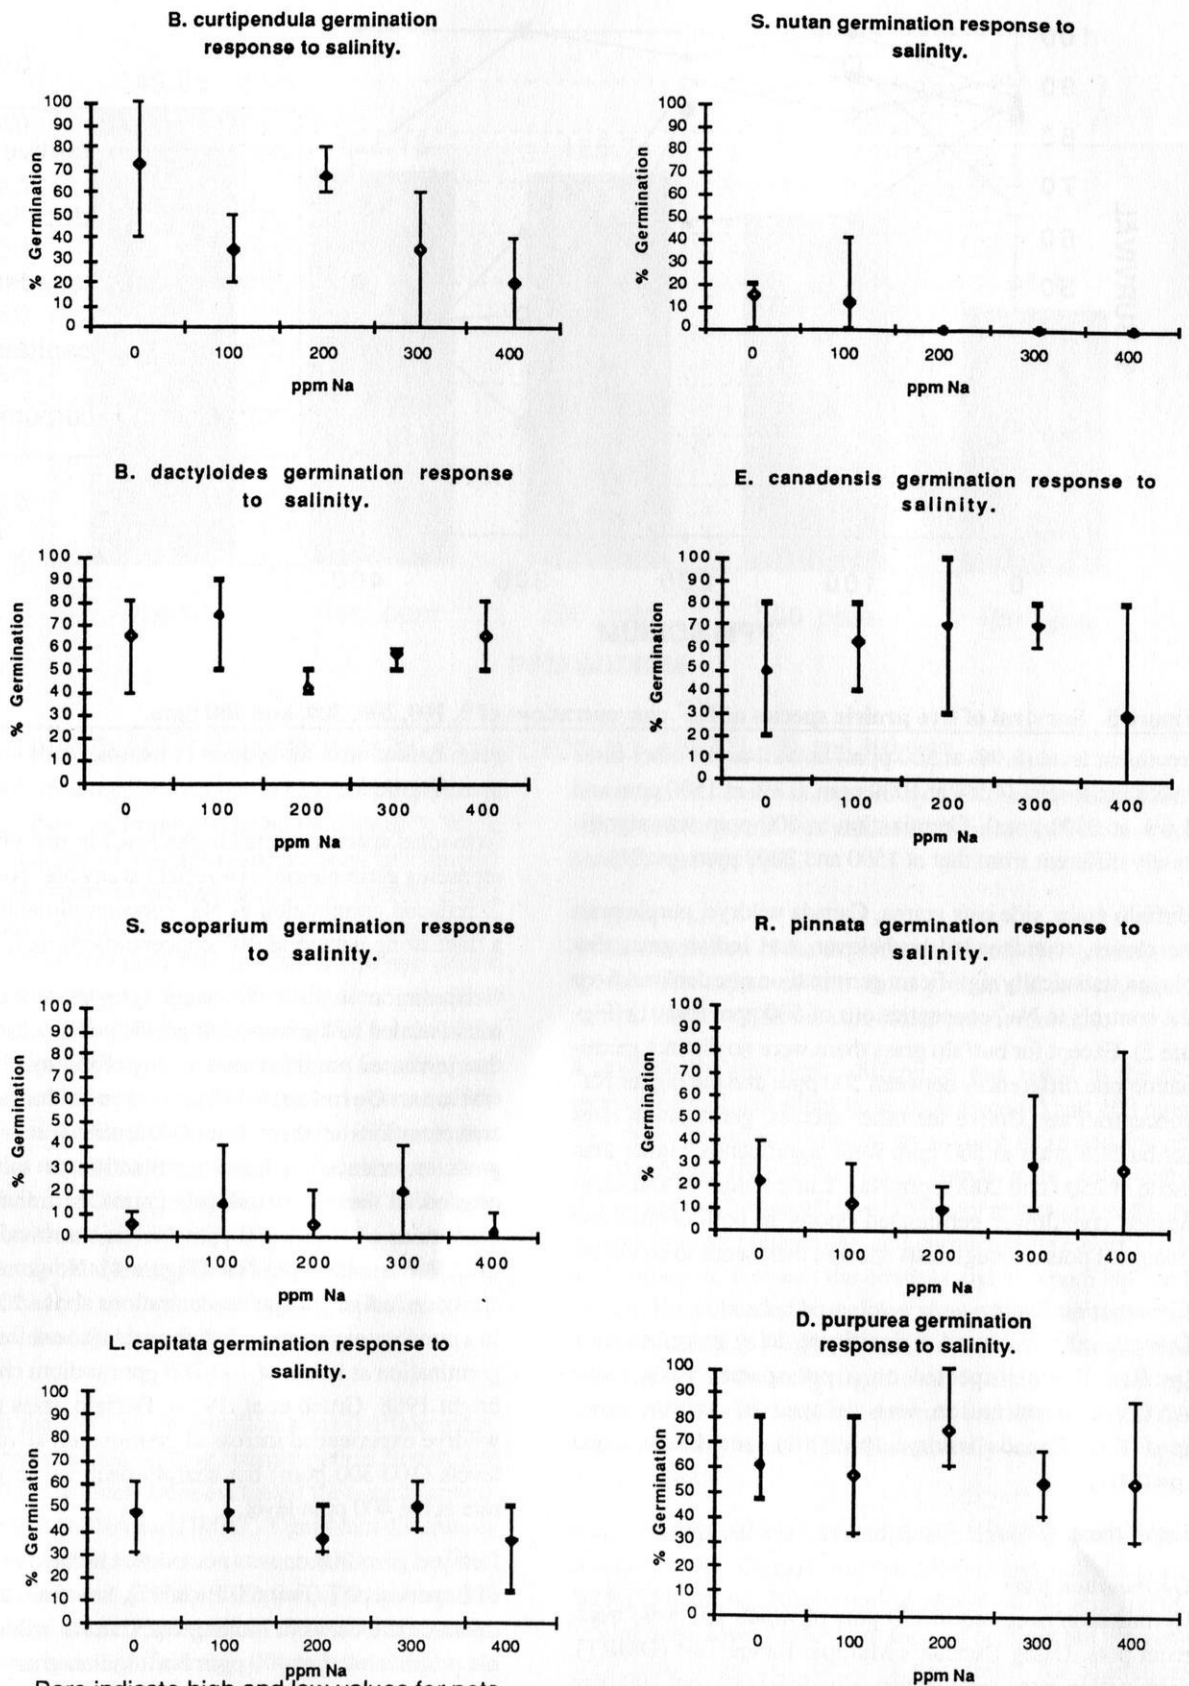 B. curtipendula germination
response to salinity.
% Germination
100
90
80
70
60
50
40
30
20
10
0
0 100 200 300 400
ppm Na
S. nutan germination response to
salinity.
% Germination
100
90
80
70
60
50
40
30
20
10
0
0 100 200 300 400
ppm Na
B. dactyloides germination response
to salinity.
% Germination
100
90
80
70
60
50
40
30
20
10
0
0 100 200 300 400
ppm Na
E. canadensis germination response to
salinity.
% Germination
100
90
80
70
60
50
40
30
20
10
0
0 100 200 300 400
ppm Na
S. scoparium germination response
to salinity.
% Germination
100
90
80
70
60
50
40
30
20
10
0
0 100 200 300 400
ppm Na
R. pinnata germination response to
salinity.
% Germination
100
90
80
70
60
50
40
30
20
10
0
0 100 200 300 400
ppm Na
L. capitata germination response to
salinity.
% Germination
100
90
80
70
60
50
40
30
20
10
0
0 100 200 300 400
ppm Na
D. purpurea germination
response to salinity.
% Germination
100
90
80
70
60
50
40
30
20
10
0
0 100 200 300 400
ppm Na
indicate high and low values for